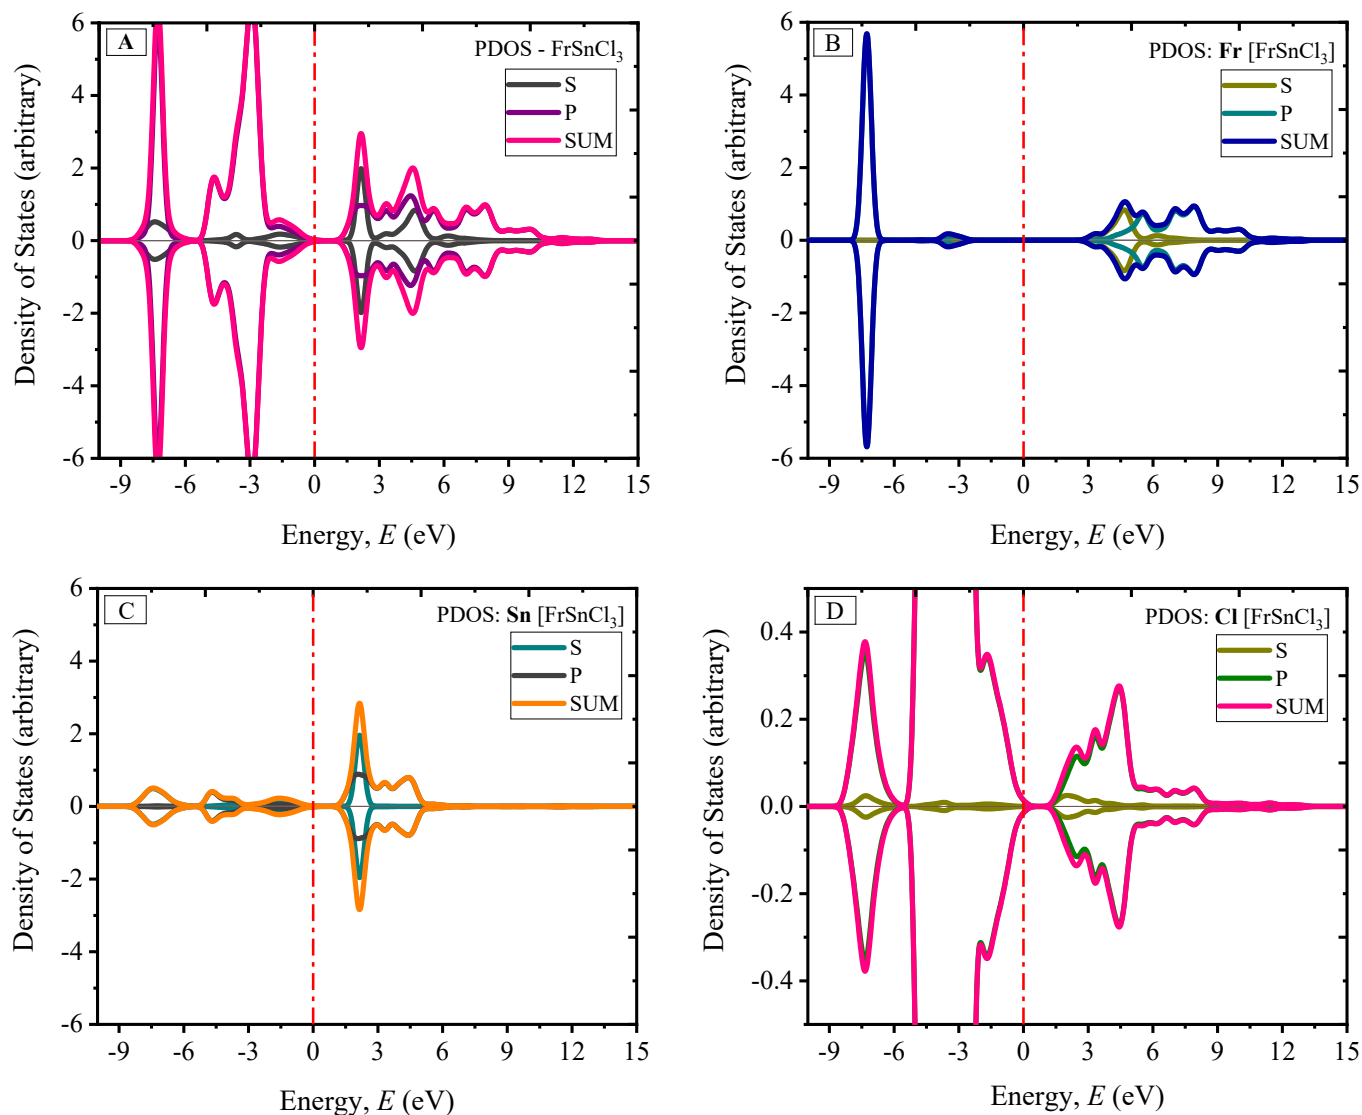 A
PDOS - FrSnCl₃
S
P
SUM
Density of States (arbitrary)
6
4
2
0
-2
-4
-6
-9 -6 -3 0 3 6 9 12 15
Energy, E (eV)
B
PDOS: Fr [FrSnCl₃]
S
P
SUM
Density of States (arbitrary)
6
4
2
0
-2
-4
-6
-9 -6 -3 0 3 6 9 12 15
Energy, E (eV)
C
PDOS: Sn [FrSnCl₃]
S
P
SUM
Density of States (arbitrary)
6
4
2
0
-2
-4
-6
-9 -6 -3 0 3 6 9 12 15
Energy, E (eV)
D
PDOS: Cl [FrSnCl₃]
S
P
SUM
Density of States (arbitrary)
0.4
0.2
0.0
-0.2
-0.4
-9 -6 -3 0 3 6 9 12 15
Energy, E (eV)